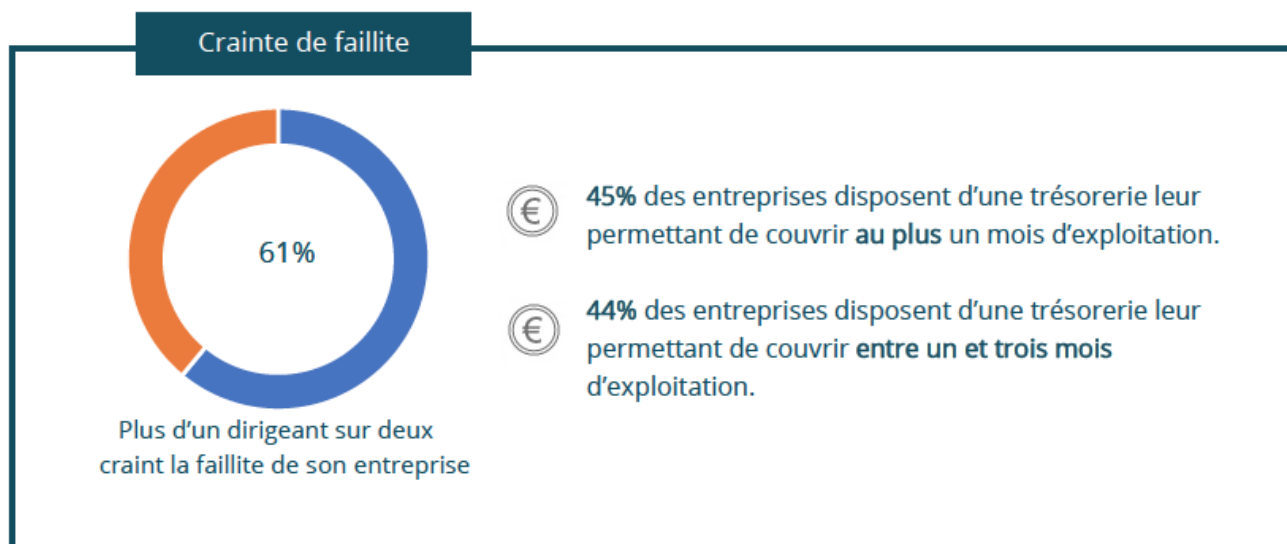 Crainte de faillite
61%
Plus d'un dirigeant sur deux
craint la faillite de son entreprise
€
45% des entreprises disposent d’une trésorerie leur
permettant de couvrir au plus un mois d’exploitation.
€
44% des entreprises disposent d’une trésorerie leur
permettant de couvrir entre un et trois mois
d’exploitation.